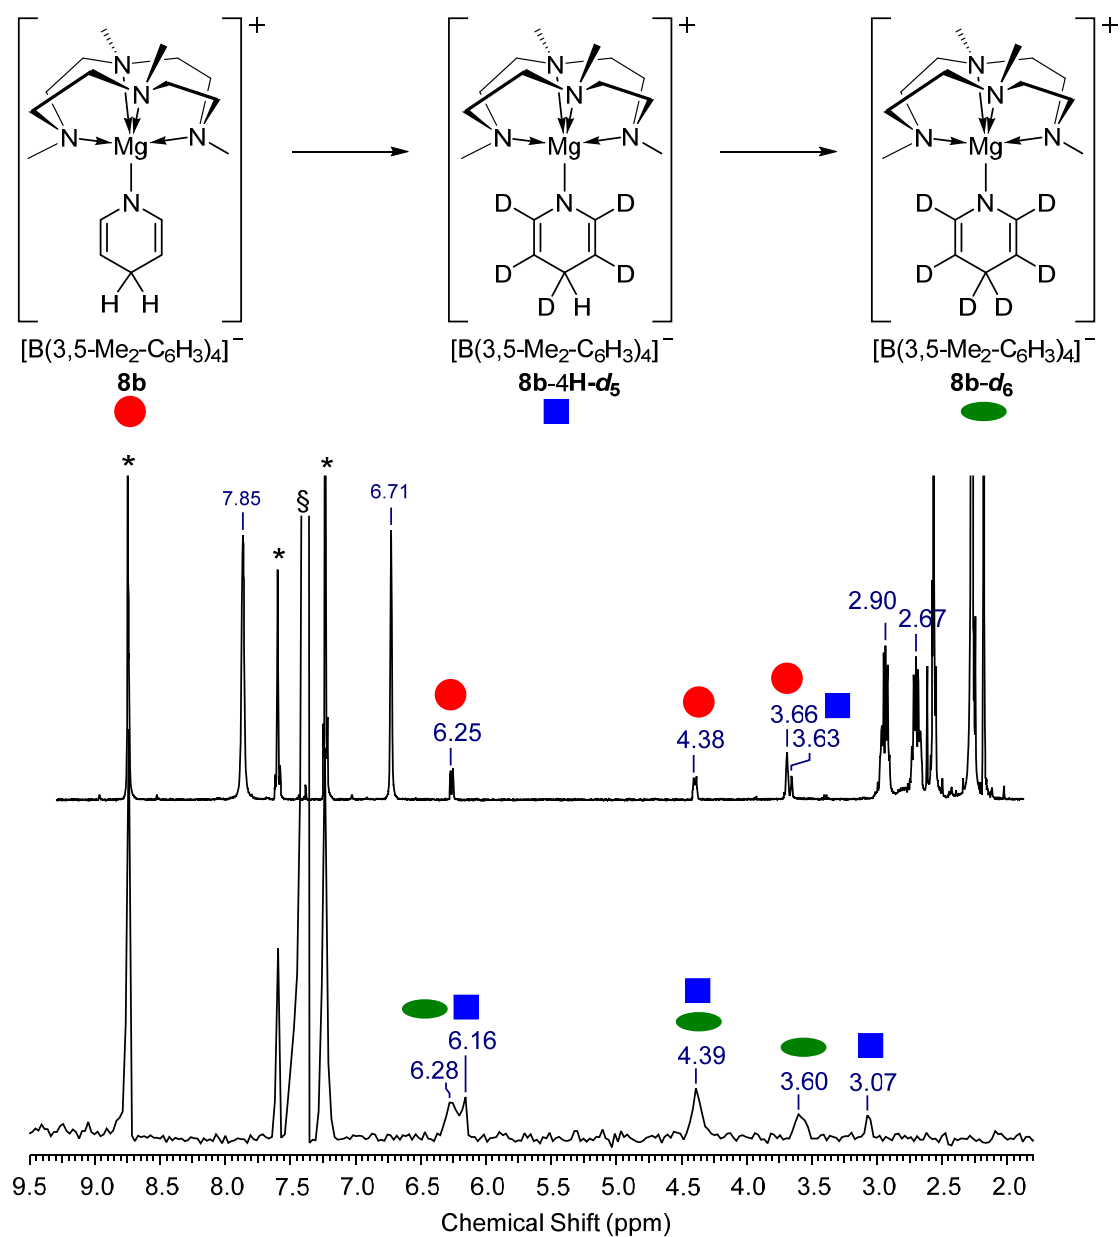 + + +
N N N
N N N
N N N N N N
Mg Mg Mg
N D N D D N D
D D D D
H H D H D D
[B(3,5-Me2-C6H3)4]− [B(3,5-Me2-C6H3)4]− [B(3,5-Me2-C6H3)4]−
8b 8b-4H-d5 8b-d6
* * §
7.85 6.71
*
2.90
2.67
3.66
6.25 4.38 3.63
6.16
6.28 4.39
3.60 3.07
9.5 9.0 8.5 8.0 7.5 7.0 6.5 6.0 5.5 5.0 4.5 4.0 3.5 3.0 2.5 2.0
Chemical Shift (ppm)